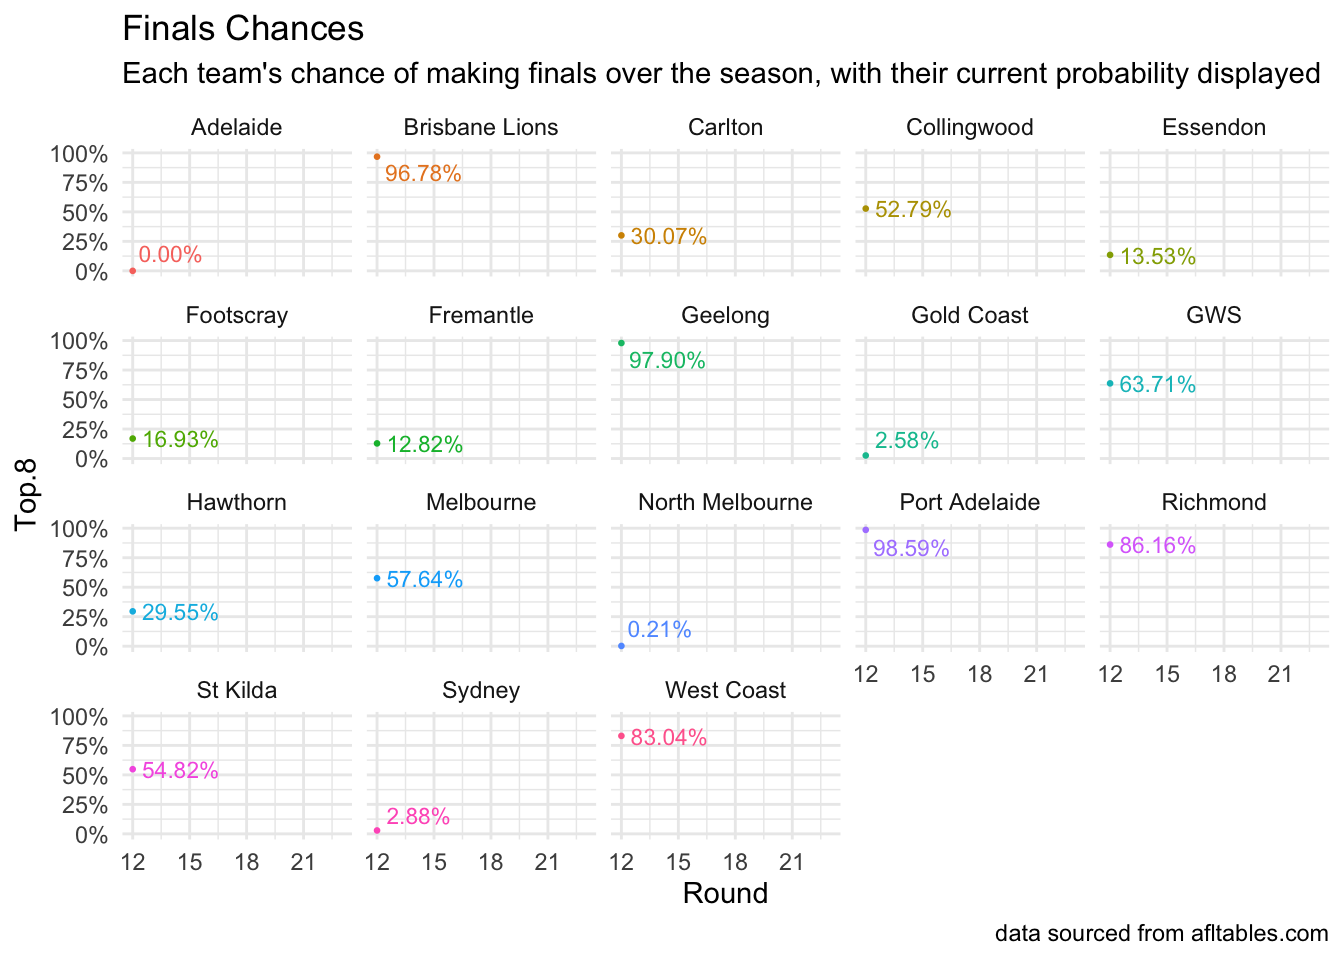 Finals Chances
Each team's chance of making finals over the season, with their current probability displayed
Adelaide Brisbane Lions Carlton Collingwood Essendon
100%
75%
50%
25%
0%
0.00% 96.78% 30.07% 52.79% 13.53%
Footscray Fremantle Geelong Gold Coast GWS
100%
75%
50%
25%
0%
16.93% 12.82% 97.90% 2.58% 63.71%
Top.8
Hawthorn Melbourne North Melbourne Port Adelaide Richmond
100%
75%
50%
25%
0%
29.55% 57.64% 0.21% 98.59% 86.16%
12 15 18 21 12 15 18 21
St Kilda Sydney West Coast
100%
75%
50%
25%
0%
54.82% 2.88% 83.04%
12 15 18 21 12 15 18 21 12 15 18 21
Round
data sourced from afltables.com